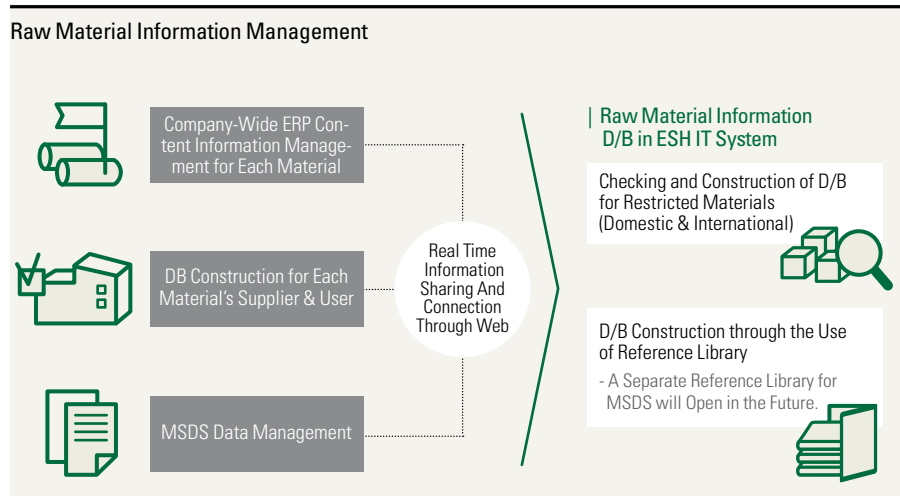 Raw Material Information Management
Company-Wide ERP Con-
tent Information Manage-
ment for Each Material
DB Construction for Each
Material's Supplier & User
MSDS Data Management
Real Time
Information
Sharing And
Connection
Through Web
| Raw Material Information
D/B in ESH IT System
Checking and Construction of D/B
for Restricted Materials
(Domestic & International)
D/B Construction through the Use
of Reference Library
- A Separate Reference Library for
MSDS will Open in the Future.